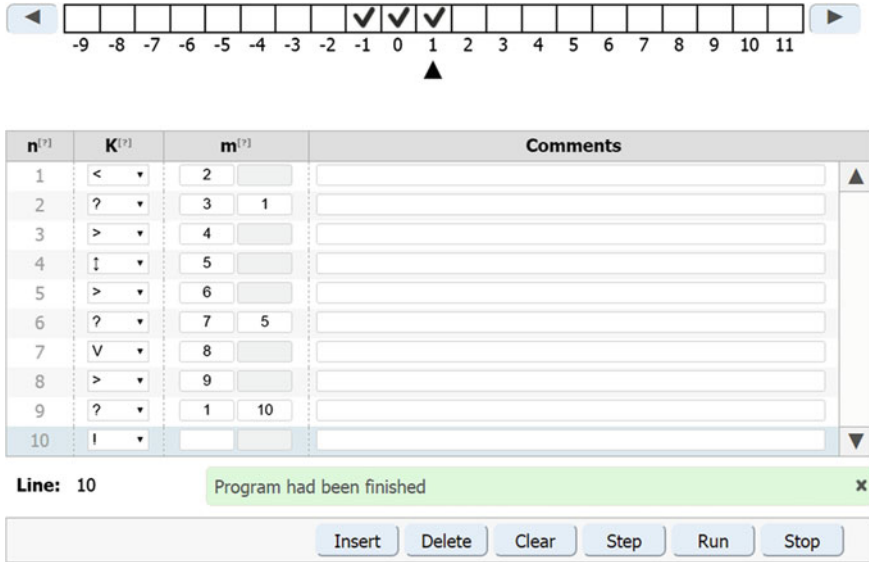 ◄ ✔ ✔ ✔ ►
-9 -8 -7 -6 -5 -4 -3 -2 -1 0 1 2 3 4 5 6 7 8 9 10 11
▲
n[?] K[?] m[?] Comments
1 < ▼ 2 ▲
2 ? ▼ 3 1
3 > ▼ 4
4 ↕ ▼ 5
5 > ▼ 6
6 ? ▼ 7 5
7 V ▼ 8
8 > ▼ 9
9 ? ▼ 1 10
10 ! ▼ ▼
Line: 10 Program had been finished x
Insert Delete Clear Step Run Stop